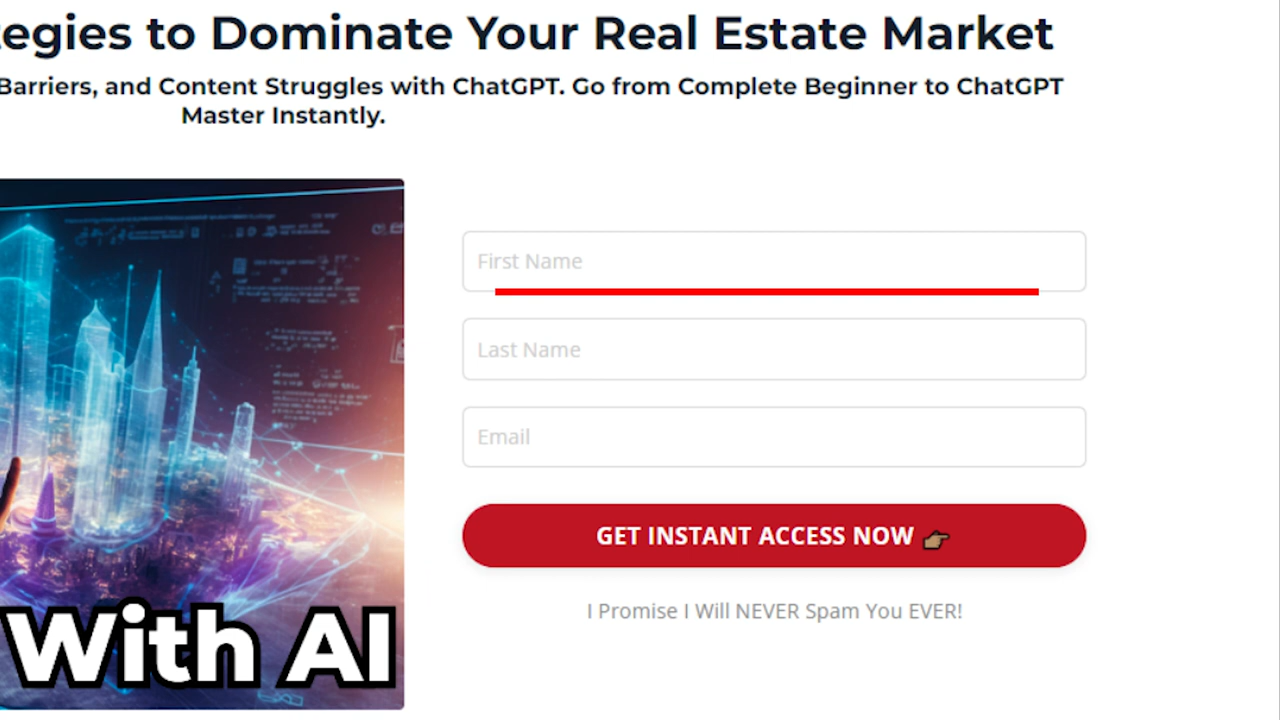 tegies to Dominate Your Real Estate Market
Barriers, and Content Struggles with ChatGPT. Go from Complete Beginner to ChatGPT
Master Instantly.
First Name
Last Name
Email
GET INSTANT ACCESS NOW
I Promise I Will NEVER Spam You EVER!
With AI